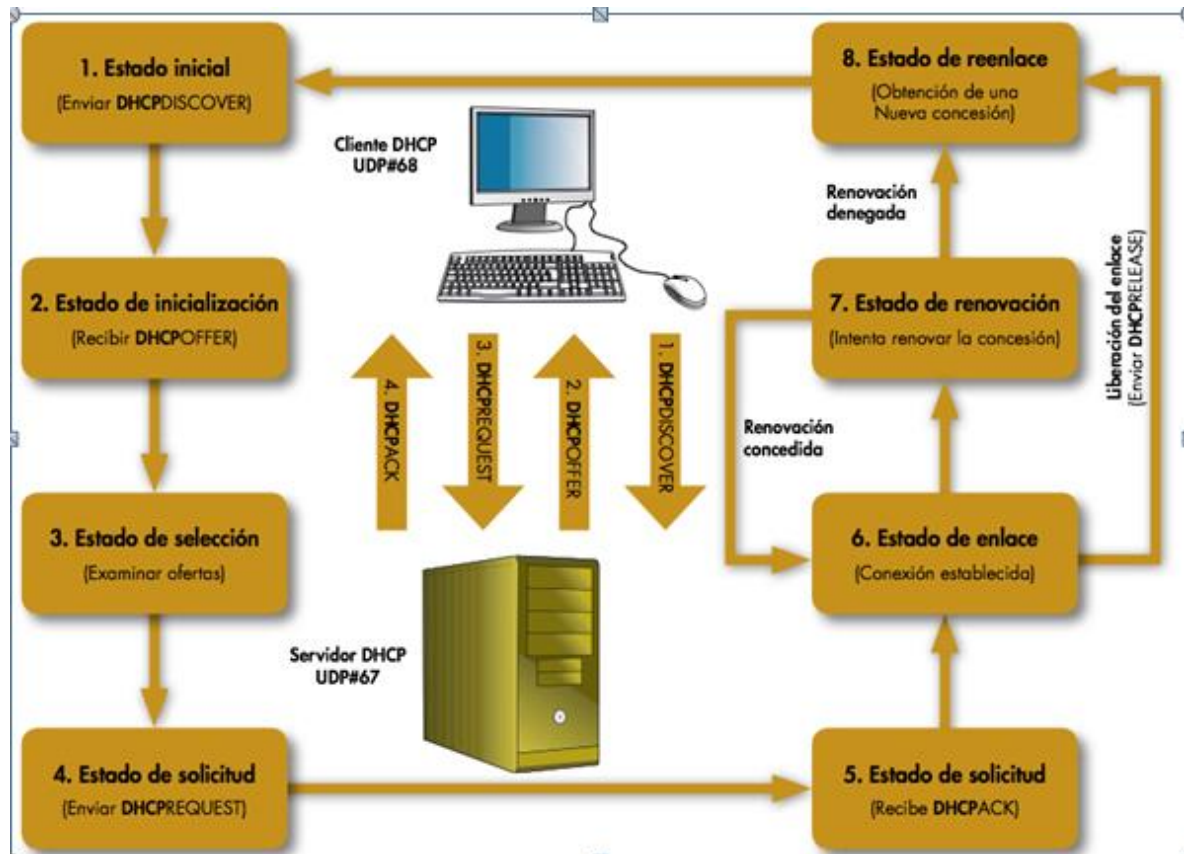 1. Estado inicial
(Enviar DHCPDISCOVER)
8. Estado de reenlace
(Obtención de una
Nueva concesión)
Cliente DHCP
UDP#68
Renovación
denegada
2. Estado de inicialización
(Recibir DHCPOFFER)
7. Estado de renovación
(Intenta renovar la concesión)
Liberación del enlace
(Enviar DHCPRELEASE)
4. DHCPACK
3. DHCPREQUEST
2. DHCPOFFER
1. DHCPDISCOVER
Renovación
concedida
3. Estado de selección
(Examinar ofertas)
6. Estado de enlace
(Conexión establecida)
Servidor DHCP
UDP#67
4. Estado de solicitud
(Enviar DHCPREQUEST)
5. Estado de solicitud
(Recibe DHCPACK)